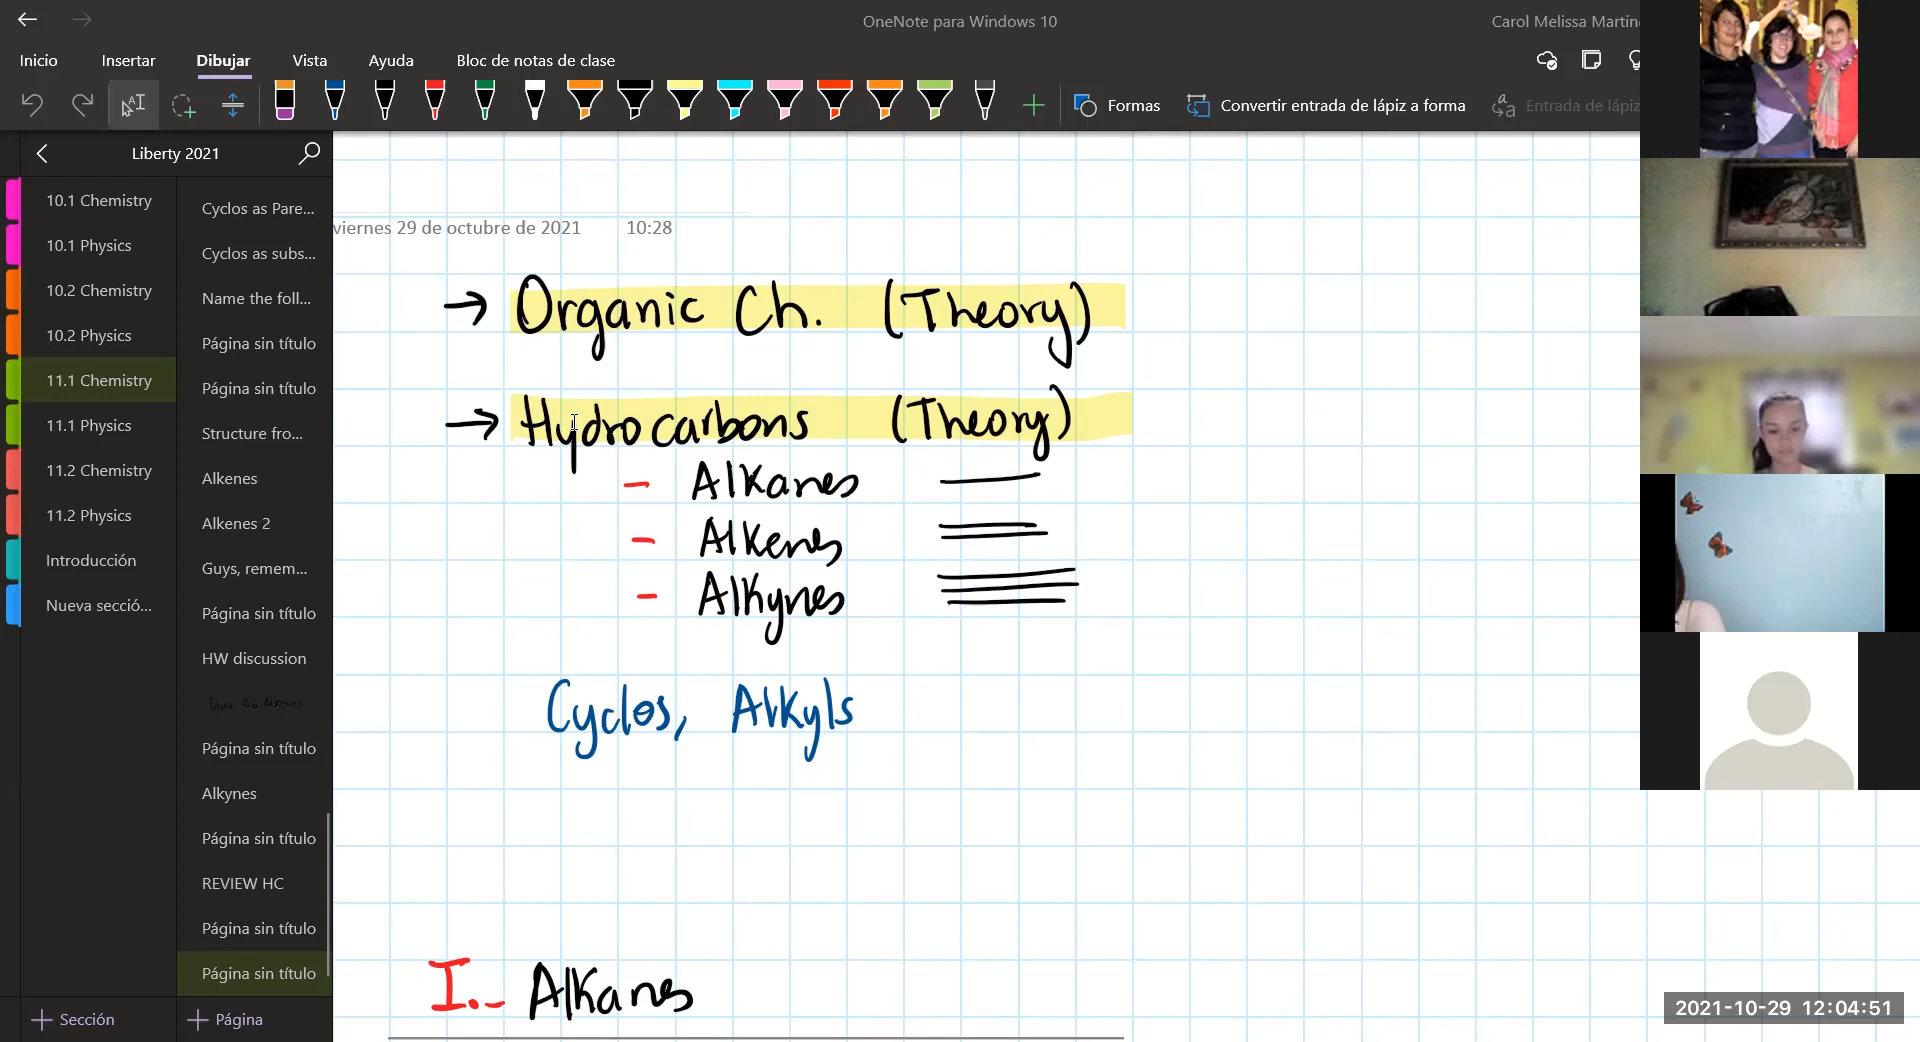 OneNote para Windows 10
Carol Melissa Martin
Inicio Insertar Dibujar Vista Ayuda Bloc de notas de clase
Formas Convertir entrada de lápiz a forma Entrada de lápiz
Liberty 2021
10.1 Chemistry
10.1 Physics
10.2 Chemistry
10.2 Physics
11.1 Chemistry
11.1 Physics
11.2 Chemistry
11.2 Physics
Introducción
Nueva secció...
Sección
Cyclos as Pare...
Cyclos as subs...
Name the foll...
Página sin título
Página sin título
Structure fro...
Alkenes
Alkenes 2
Guys, remem...
Página sin título
HW discussion
Página sin título
Alkynes
Página sin título
REVIEW HC
Página sin título
Página sin título
Página
viernes 29 de octubre de 2021 10:28
→ Organic Ch. (Theory)
→ Hydrocarbons (Theory)
- Alkanes
- Alkenes
- Alkynes
Cyclos, Alkyls
I.- Alkanes
2021-10-29 12:04:51